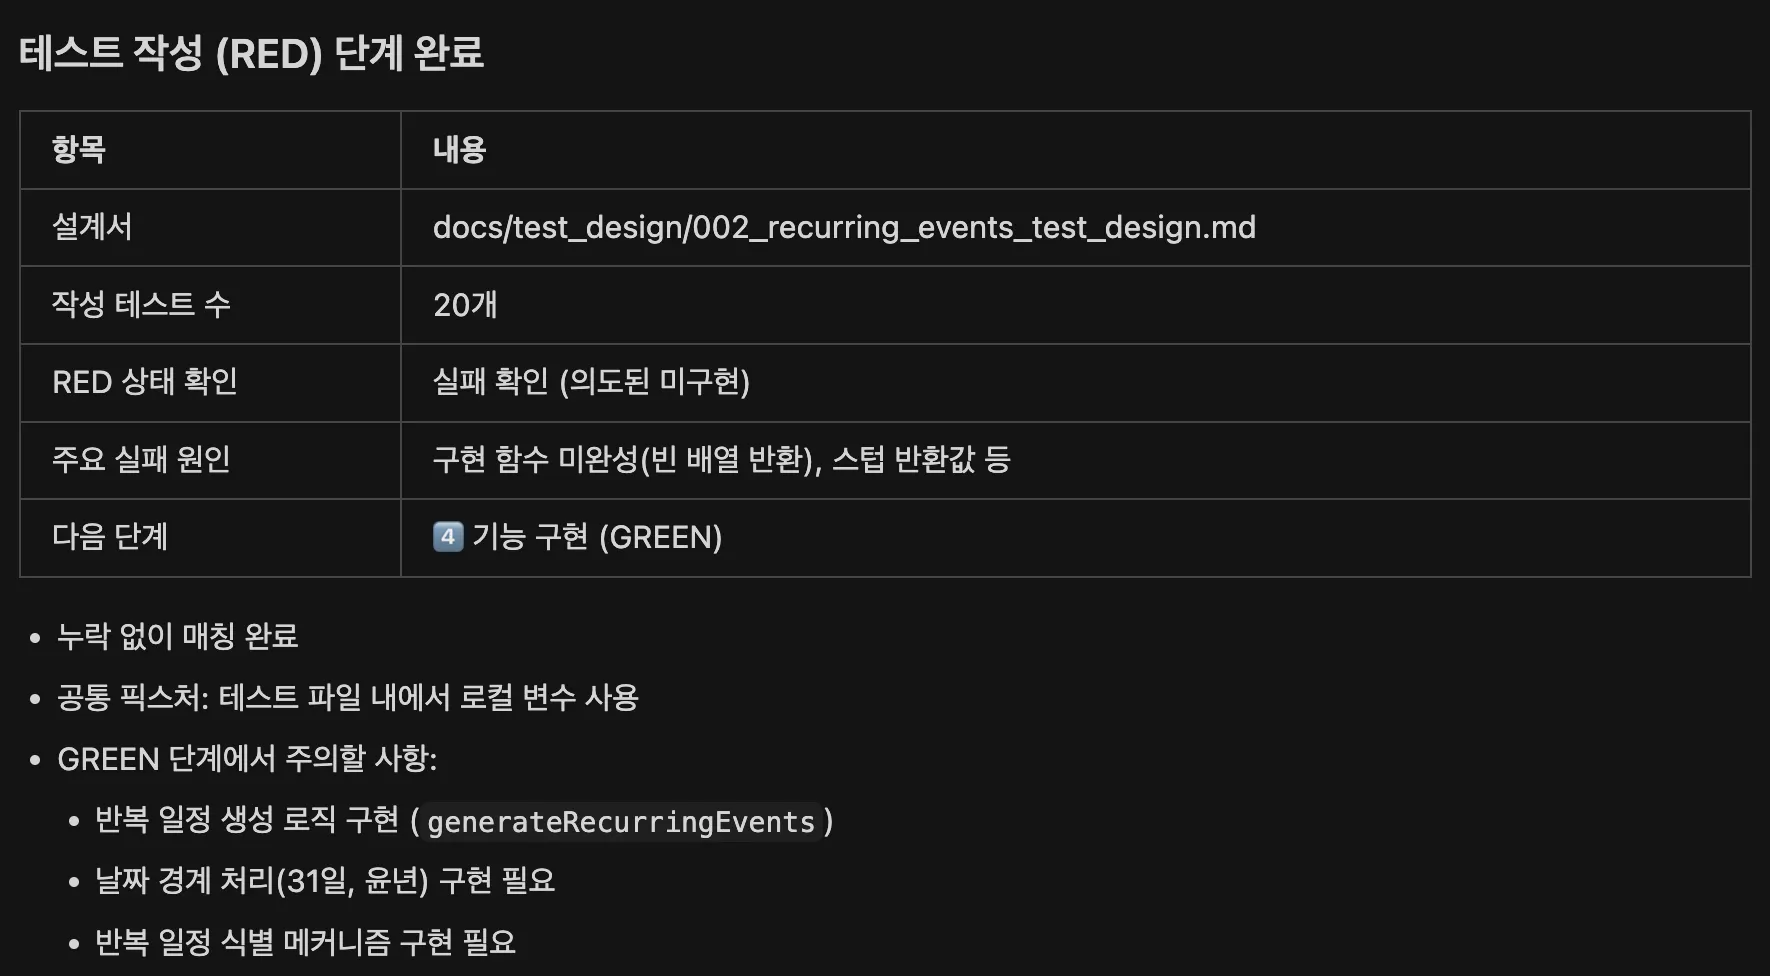 테스트 작성 (RED) 단계 완료
항목 내용
설계서 docs/test_design/002_recurring_events_test_design.md
작성 테스트 수 20개
RED 상태 확인 실패 확인 (의도된 미구현)
주요 실패 원인 구현 함수 미완성(빈 배열 반환), 스텁 반환값 등
다음 단계 4️⃣ 기능 구현 (GREEN)
• 누락 없이 매칭 완료
• 공통 픽스처: 테스트 파일 내에서 로컬 변수 사용
• GREEN 단계에서 주의할 사항:
• 반복 일정 생성 로직 구현 (generateRecurringEvents)
• 날짜 경계 처리(31일, 윤년) 구현 필요
• 반복 일정 식별 메커니즘 구현 필요